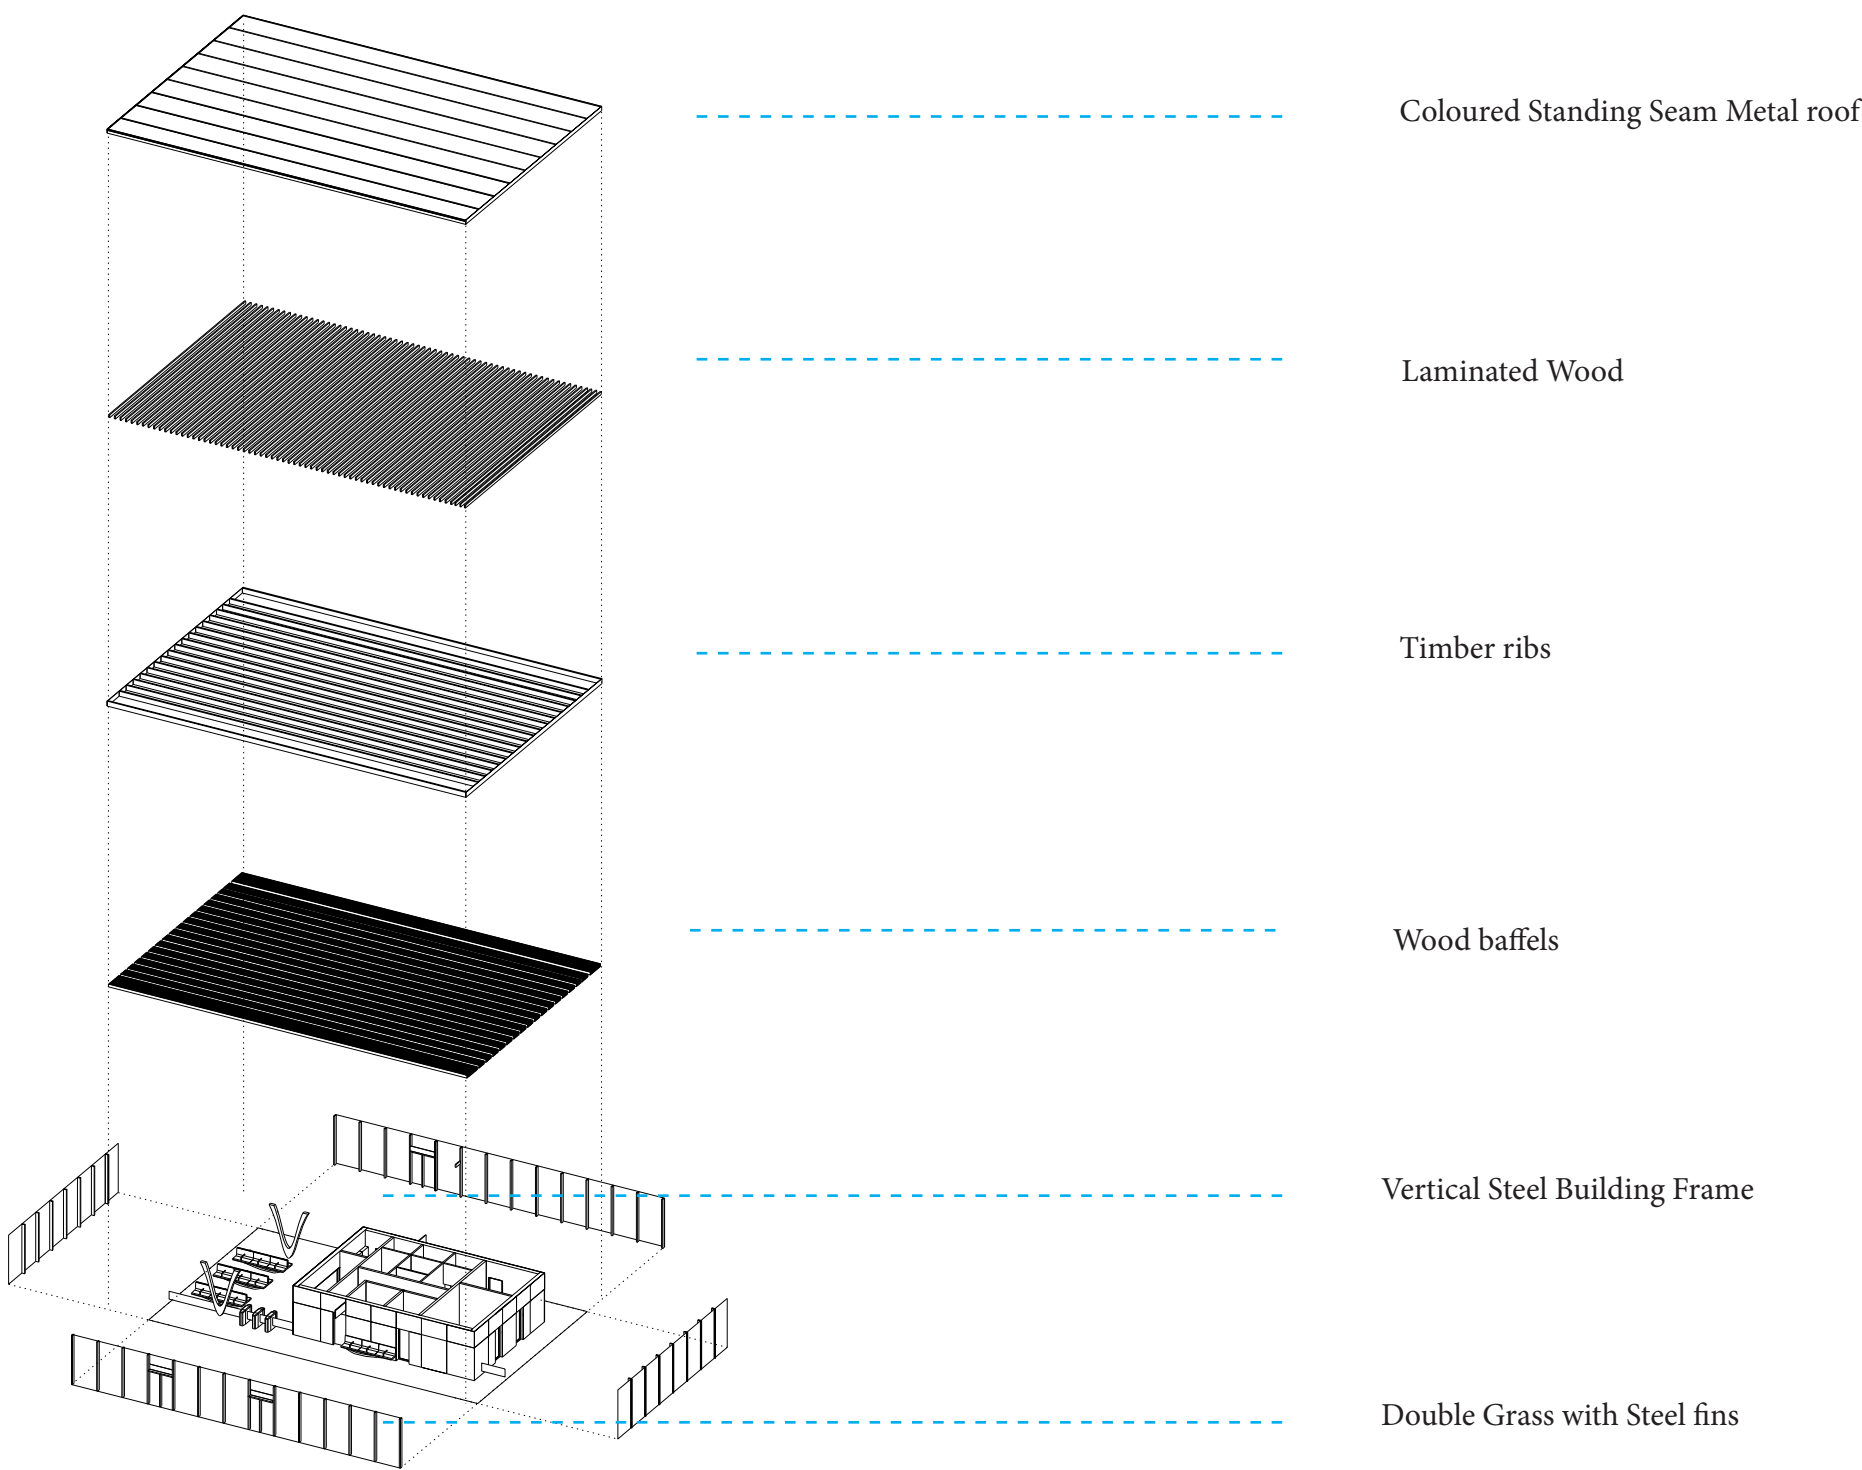 Coloured Standing Seam Metal roof
Laminated Wood
Timber ribs
Wood baffels
Vertical Steel Building Frame
Double Grass with Steel fins